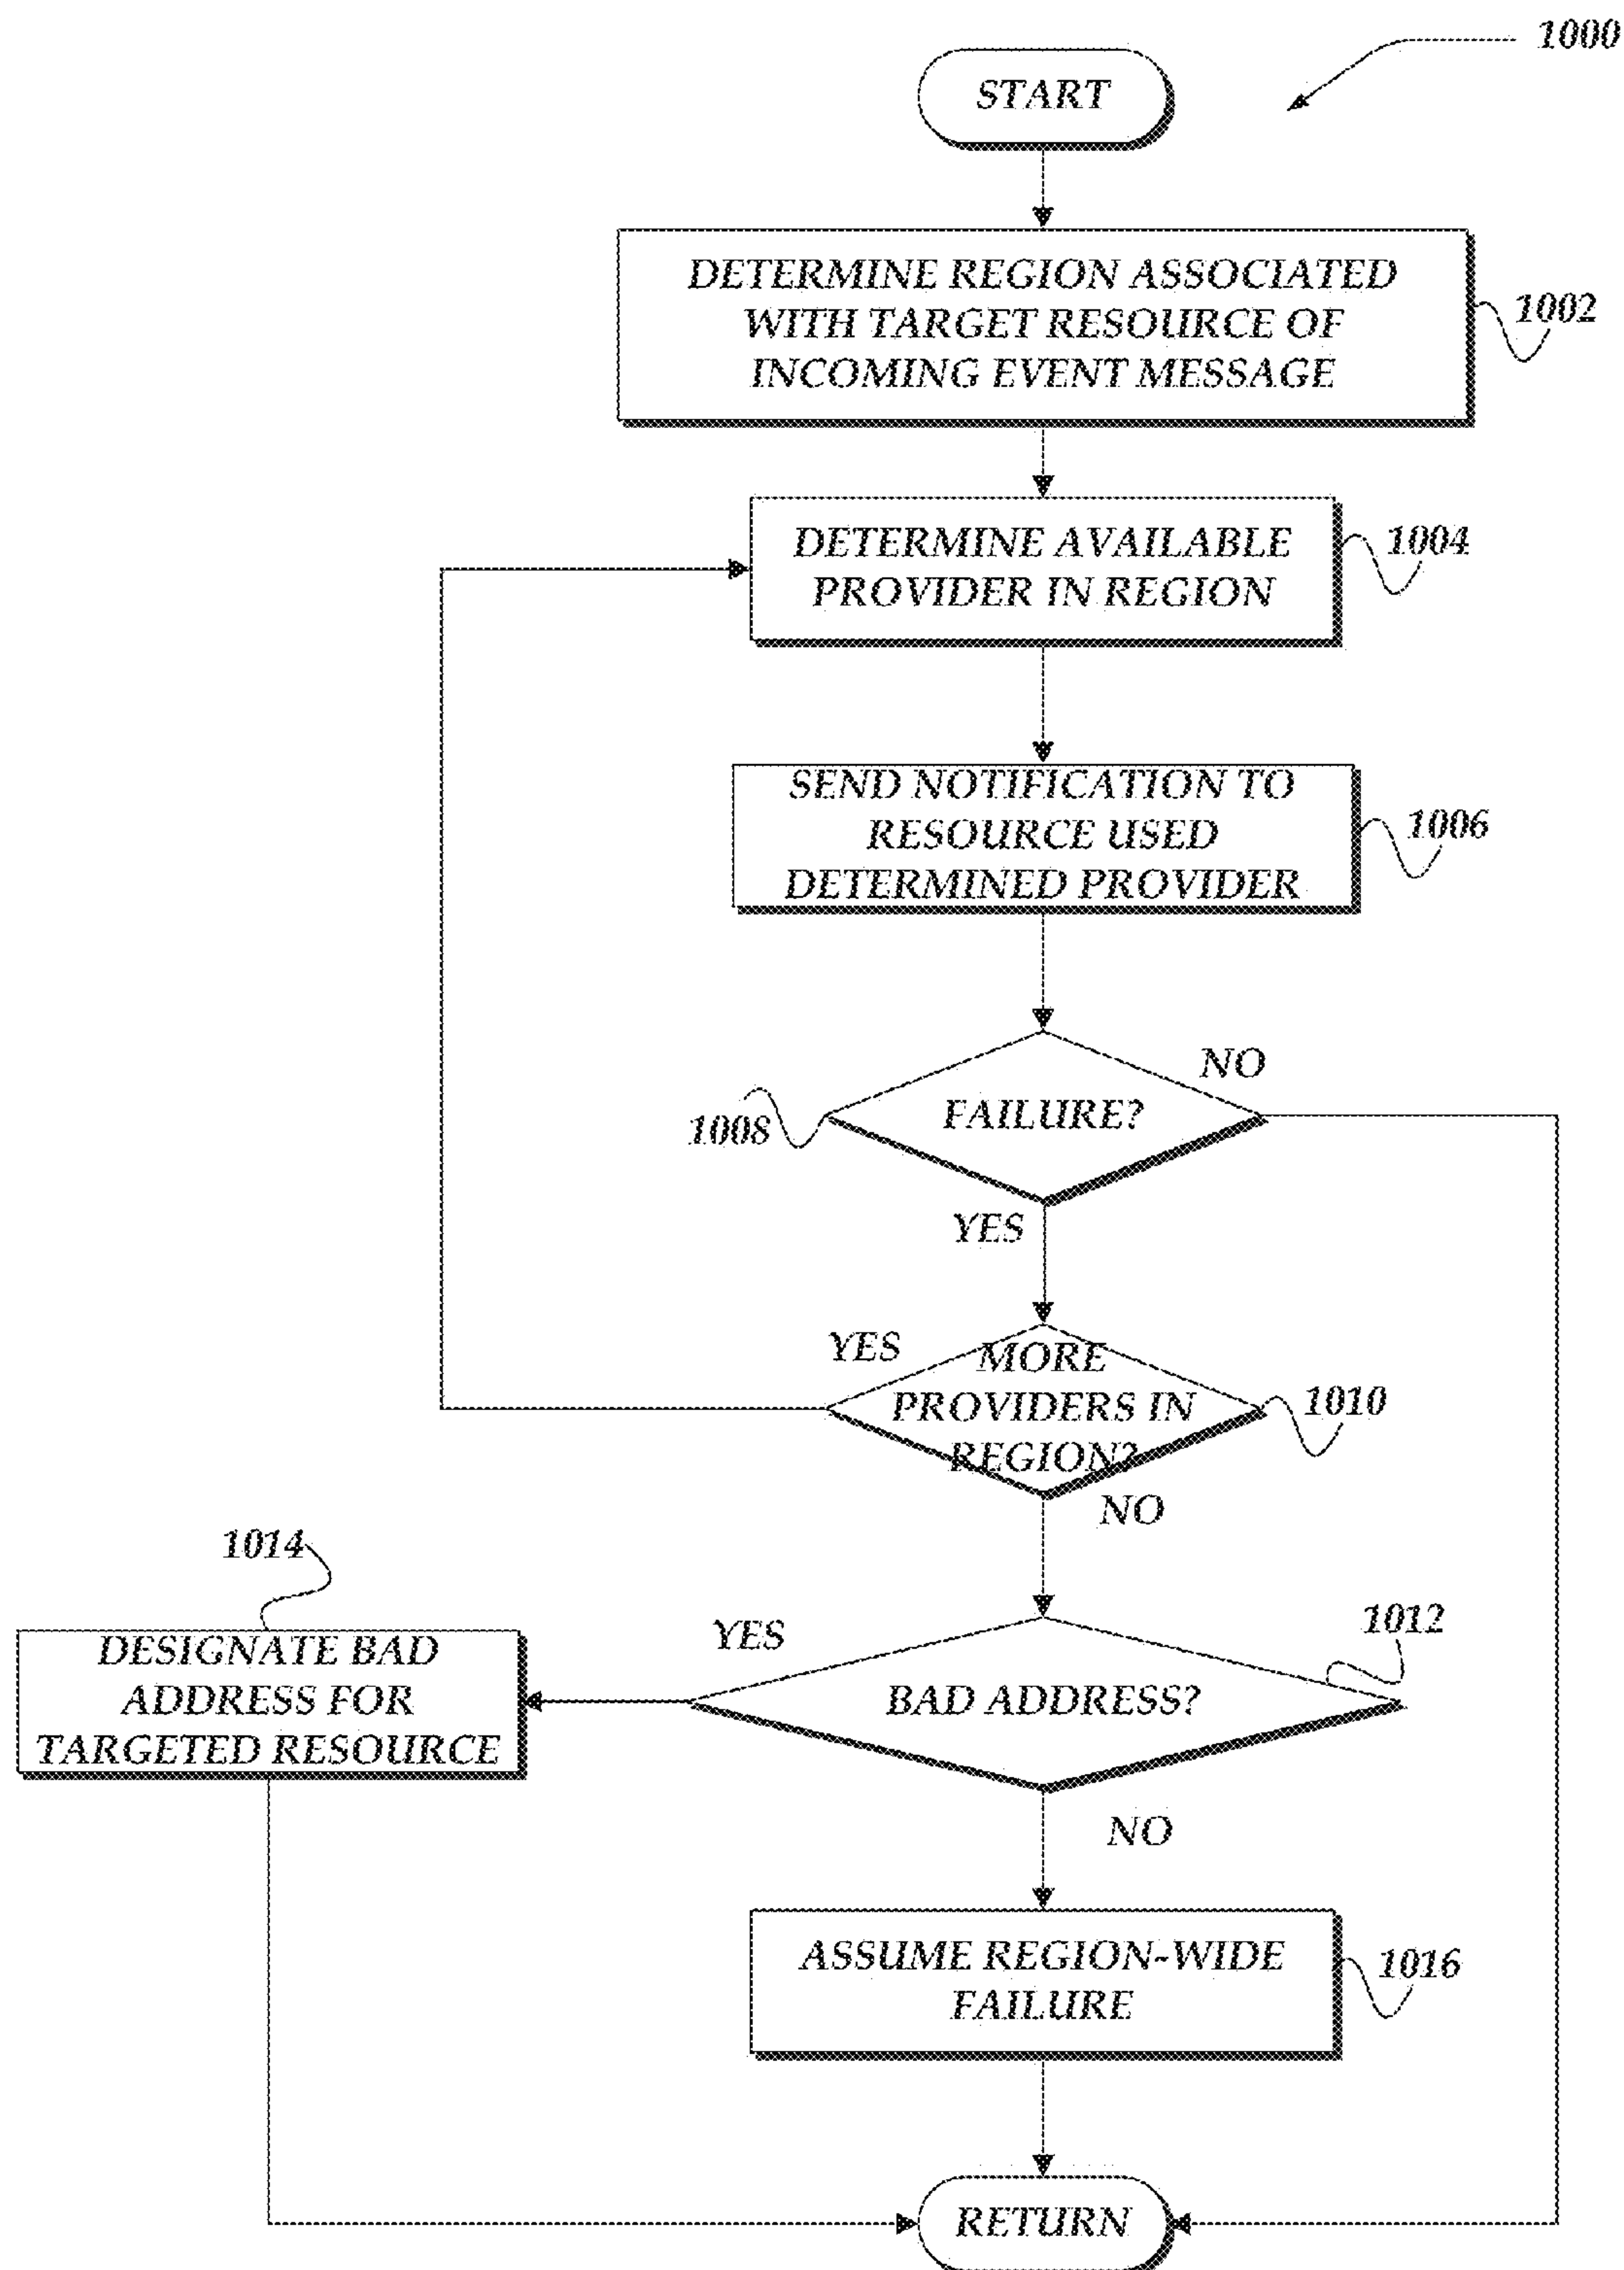 1000
START
DETERMINE REGION ASSOCIATED
WITH TARGET RESOURCE OF
INCOMING EVENT MESSAGE
1002
DETERMINE AVAILABLE
PROVIDER IN REGION
1004
SEND NOTIFICATION TO
RESOURCE USED
DETERMINED PROVIDER
1006
NO
FAILURE?
1008
YES
YES
MORE
PROVIDERS IN
REGION?
1010
NO
1014
DESIGNATE BAD
ADDRESS FOR
TARGETED RESOURCE
YES
1012
BAD ADDRESS?
NO
ASSUME REGION-WIDE
FAILURE
1016
RETURN